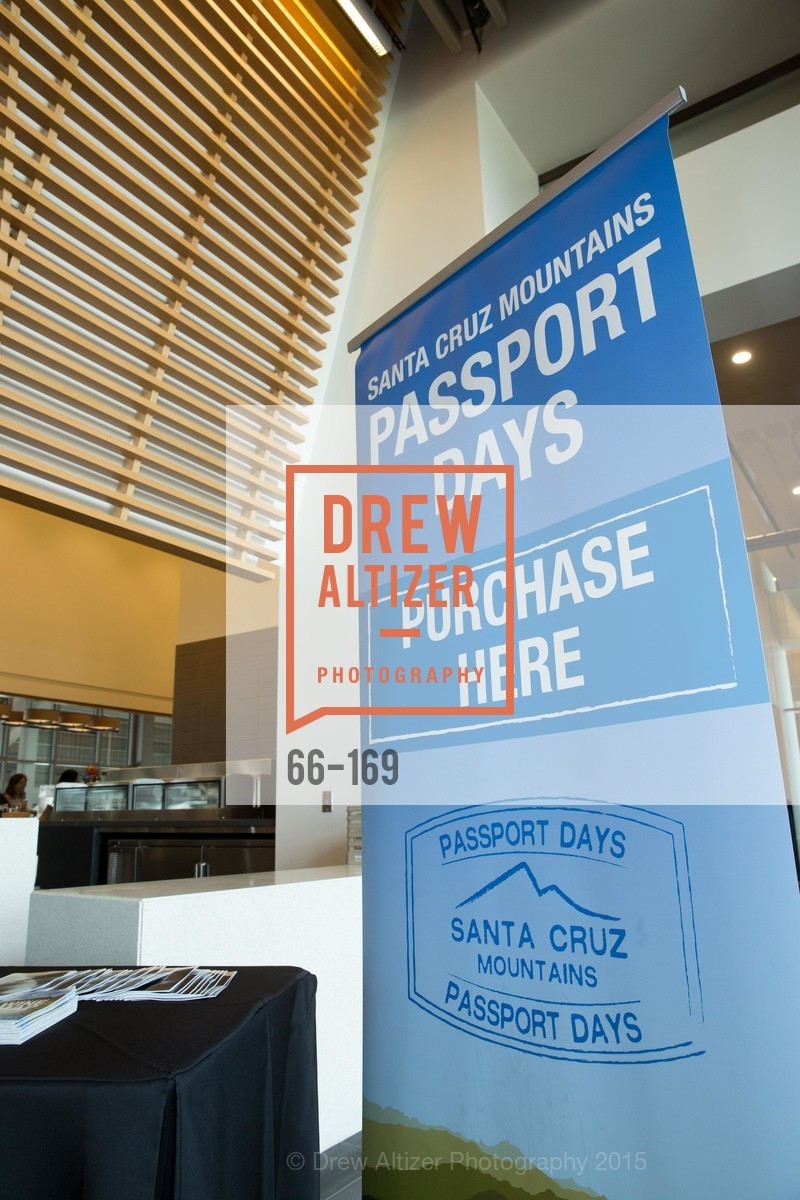 SANTA CRUZ MOUNTAINS
PASSPORT
DAYS
PURCHASE
HERE
DREW
ALTIZER
PHOTOGRAPHY
66-169
PASSPORT DAYS
SANTA CRUZ
MOUNTAINS
PASSPORT DAYS
© Drew Altizer Photography 2015